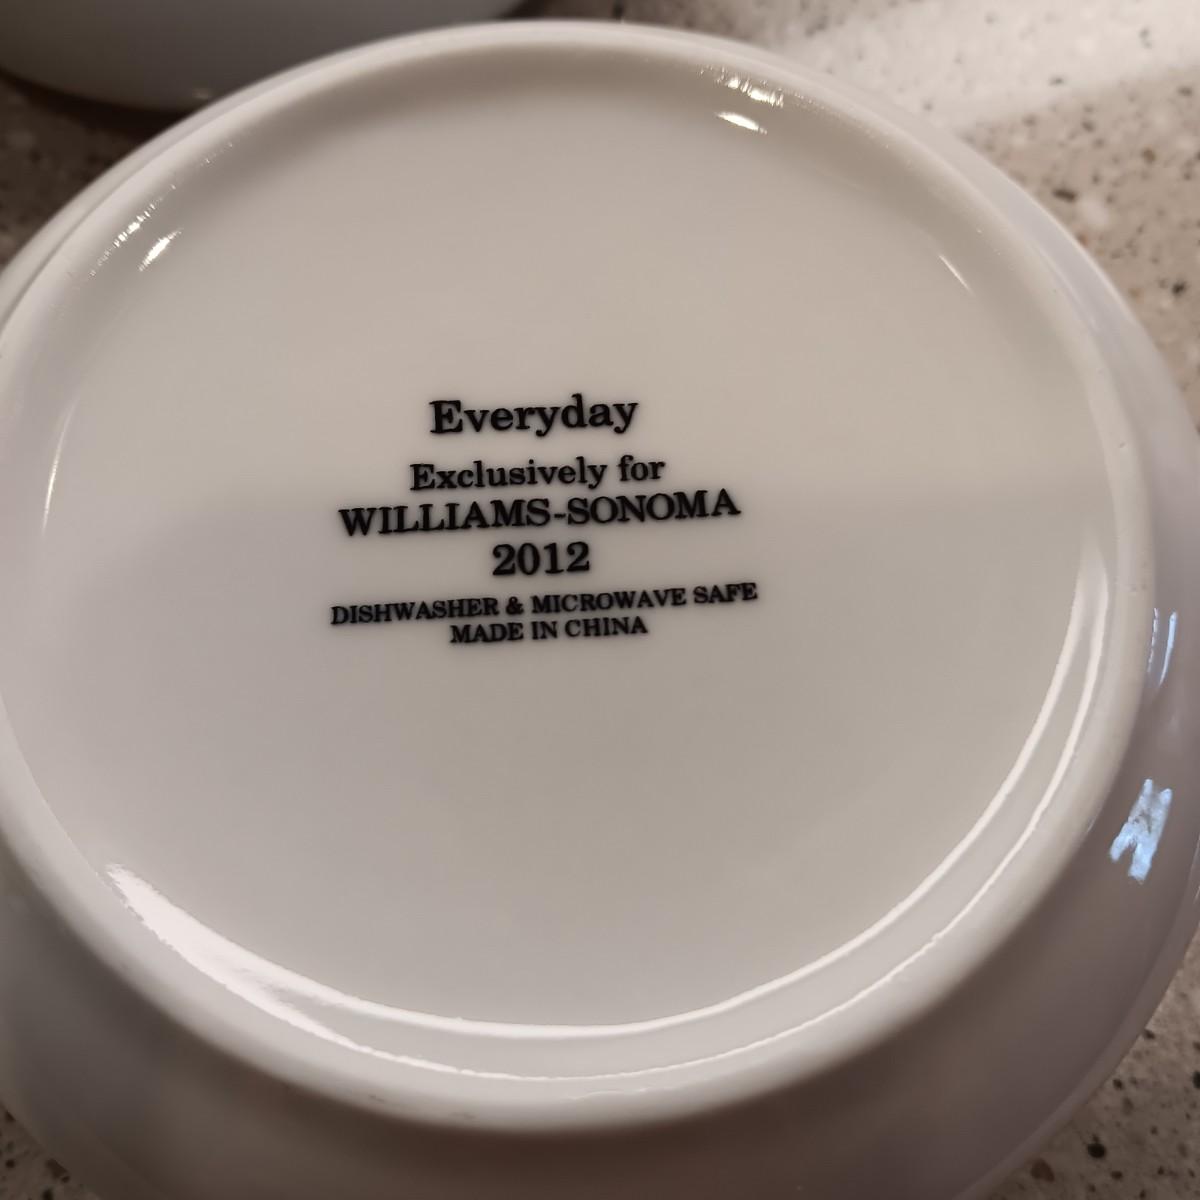 Everyday
Exclusively for
WILLIAMS-SONOMA
2012
DISHWASHER & MICROWAVE SAFE
MADE IN CHINA